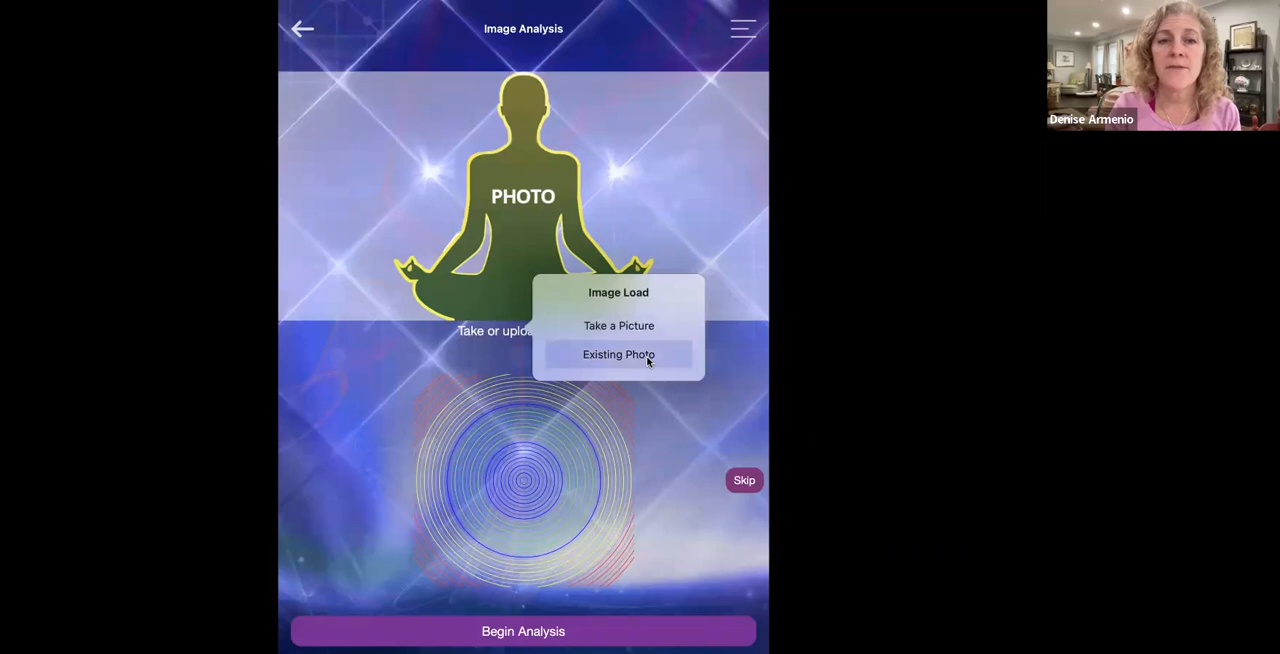 Image Analysis
Denise Armenio
PHOTO
Image Load
Take a Picture
Take or uplo
Existing Photo
Skip
Begin Analysis